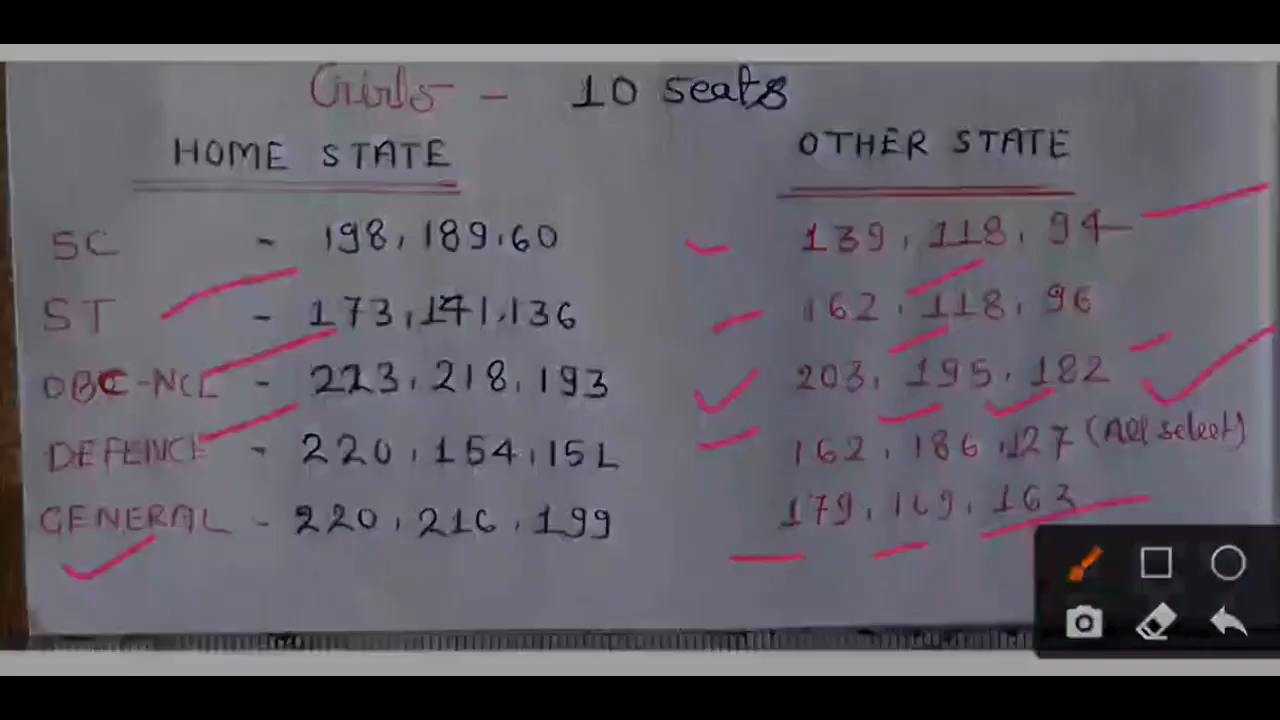 Girls - 10 seats
HOME STATE OTHER STATE
SC - 198, 189, 60 139, 118, 94
ST - 173, 141, 136 162, 118, 96
OBC-NCL - 223, 218, 193 203, 195, 182
DEFENCE - 220, 154, 151 162, 186, 127 (All select)
GENERAL - 220, 216, 199 179, 169, 163